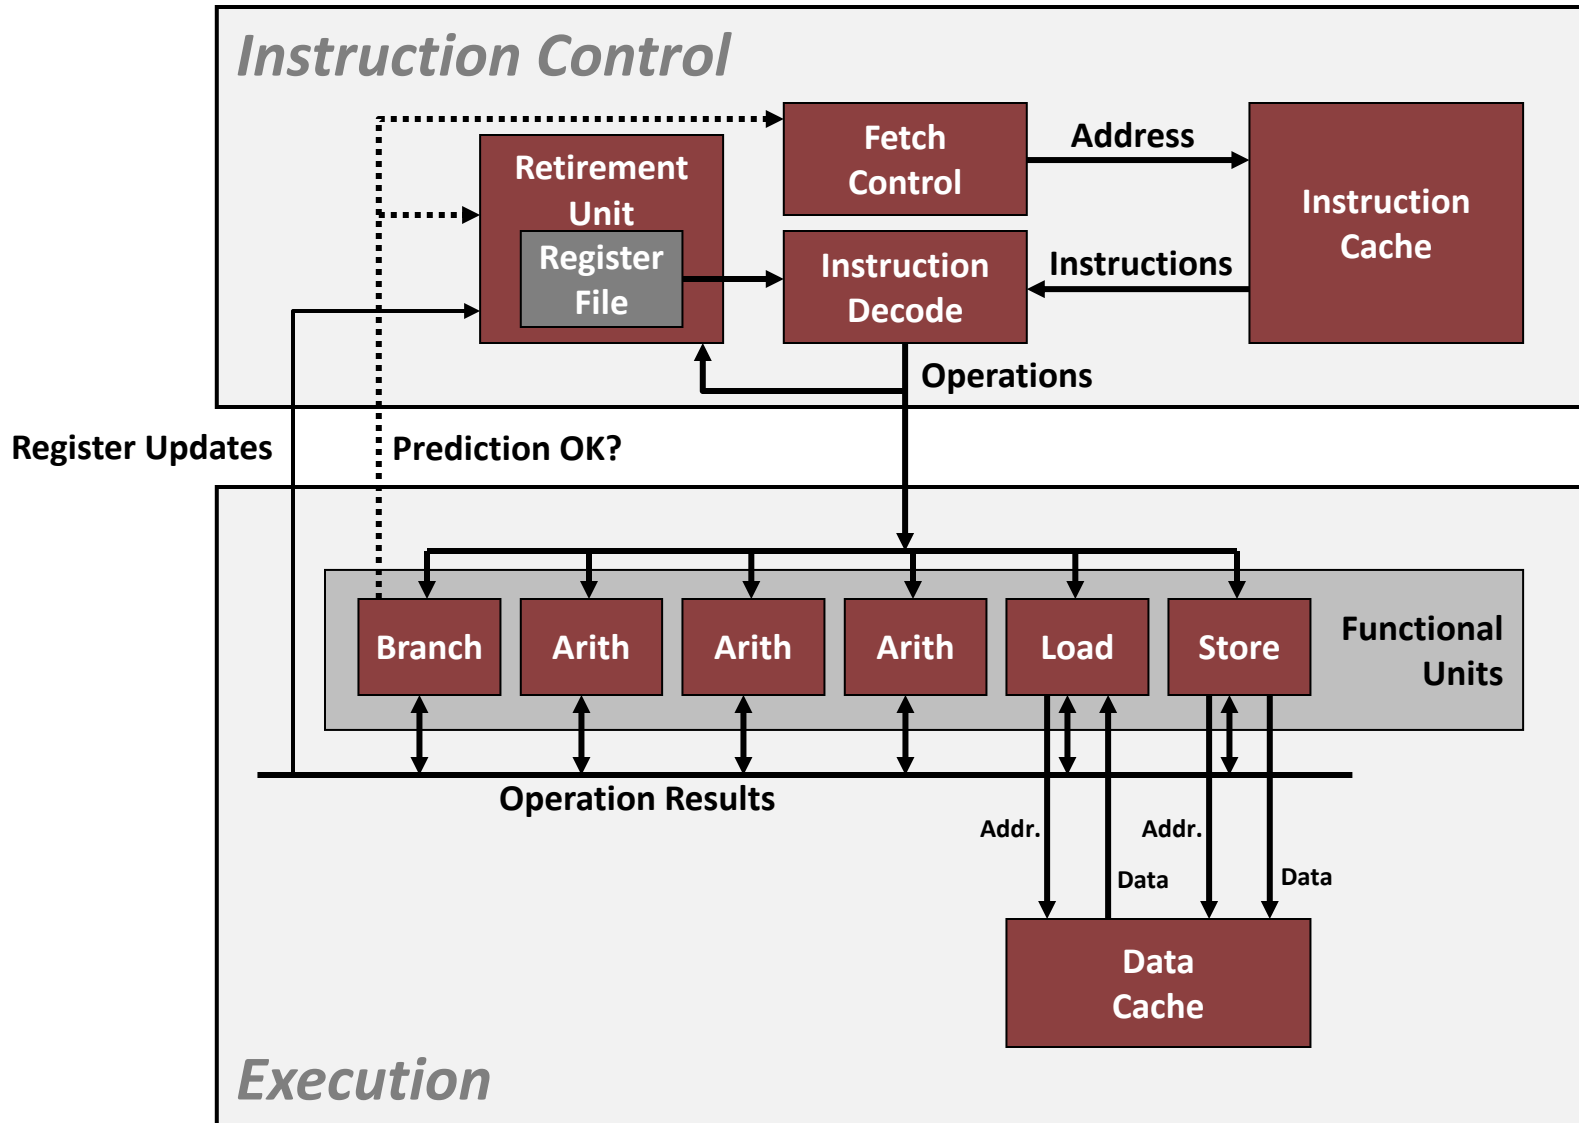 Instruction Control
Fetch
Control
Address
Instruction
Cache
Retirement
Unit
Register
File
Instruction
Decode
Instructions
Operations
Register Updates
Prediction OK?
Branch
Arith
Arith
Arith
Load
Store
Functional
Units
Operation Results
Addr.
Addr.
Data
Data
Data
Cache
Execution